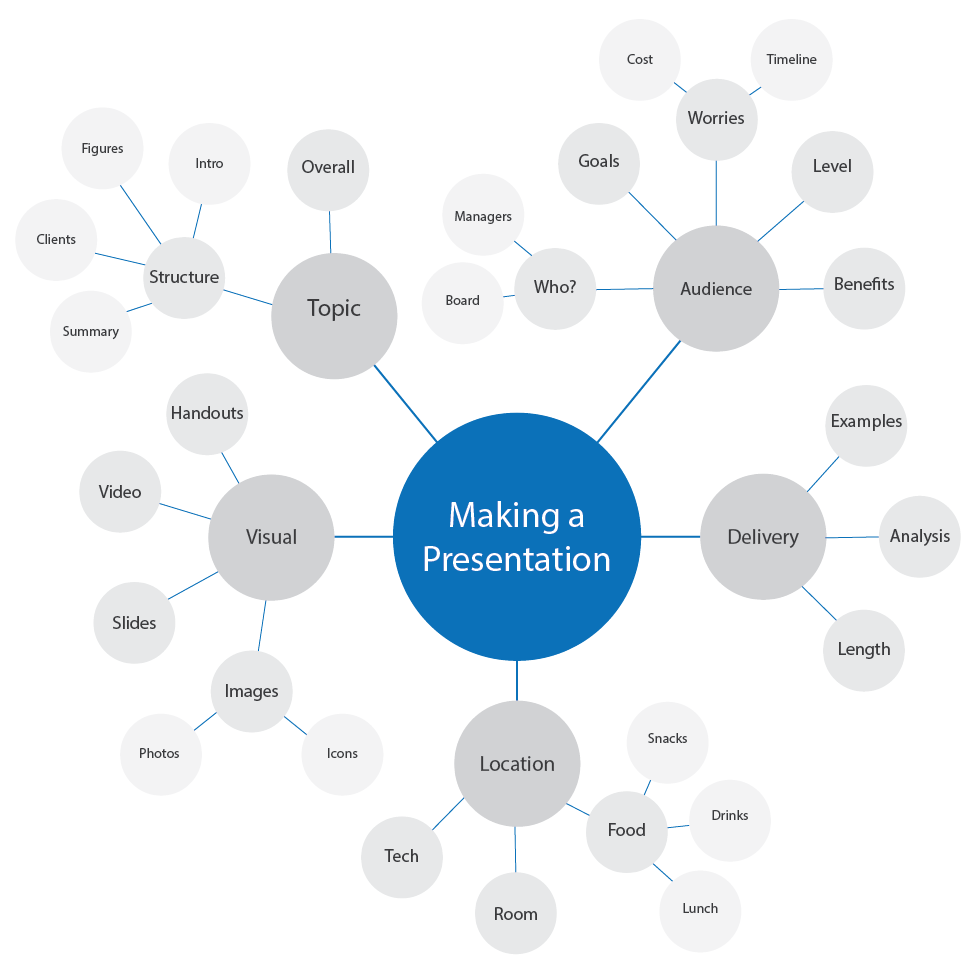 Cost
Timeline
Worries
Goals
Level
Figures
Intro
Overall
Managers
Clients
Structure
Who?
Audience
Benefits
Board
Topic
Summary
Handouts
Examples
Video
Visual
Making a
Presentation
Delivery
Analysis
Slides
Length
Images
Photos
Icons
Location
Snacks
Drinks
Food
Tech
Room
Lunch